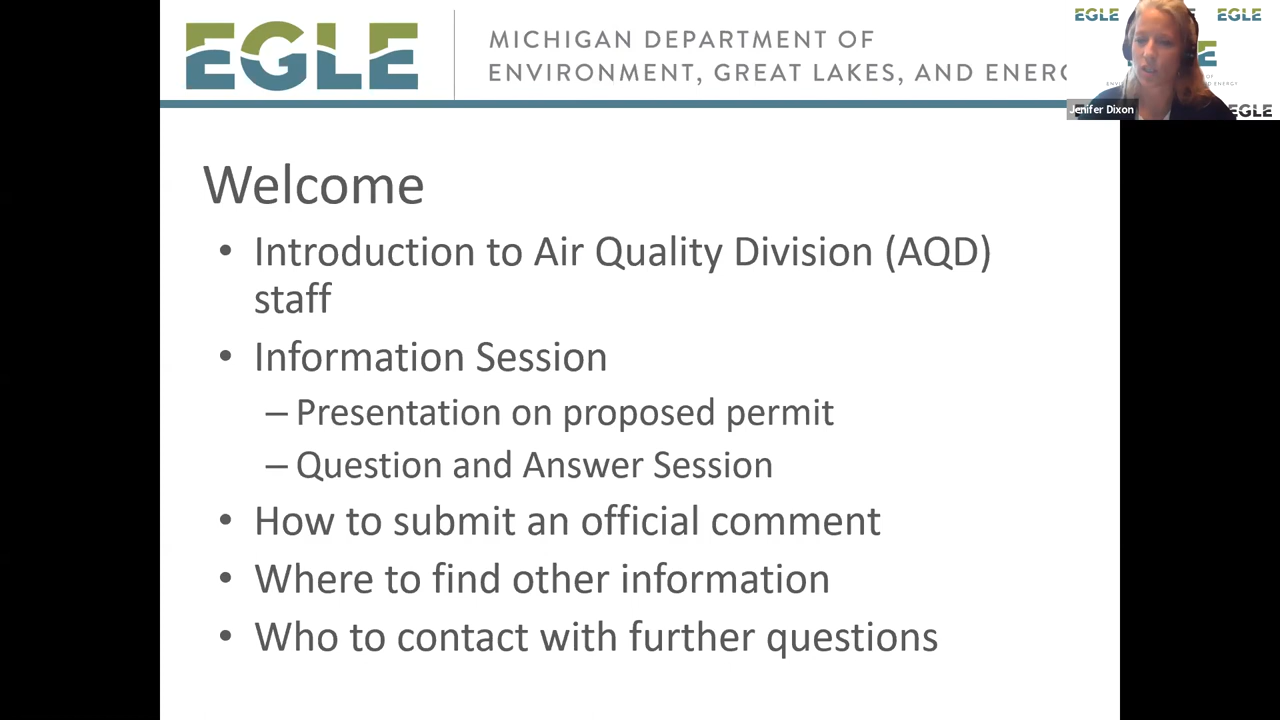 EGLE
MICHIGAN DEPARTMENT OF
ENVIRONMENT, GREAT LAKES, AND ENERG
EGLE
EGLE
Jenifer Dixon
EGLE
Welcome
• Introduction to Air Quality Division (AQD)
staff
• Information Session
– Presentation on proposed permit
– Question and Answer Session
• How to submit an official comment
• Where to find other information
• Who to contact with further questions